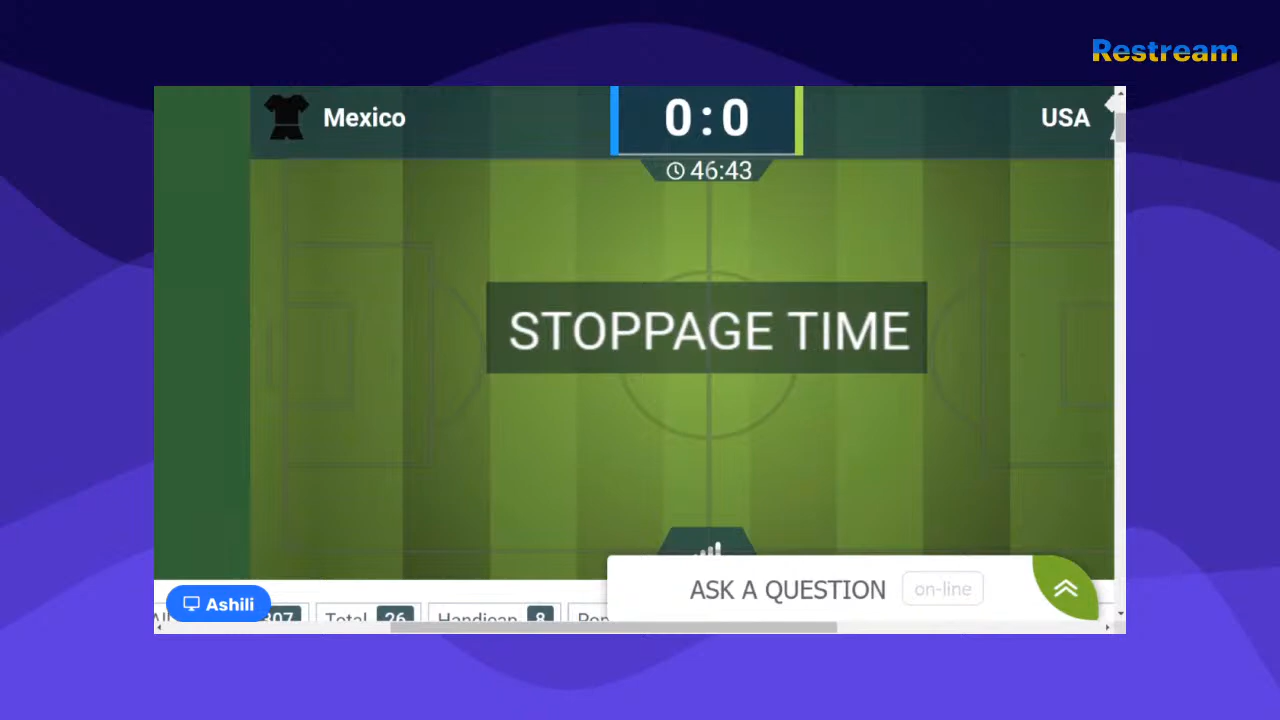 Restream
Mexico
0:0
USA
46:43
STOPPAGE TIME
ASK A QUESTION
on-line
Ashili
Total 26
Handicap 8